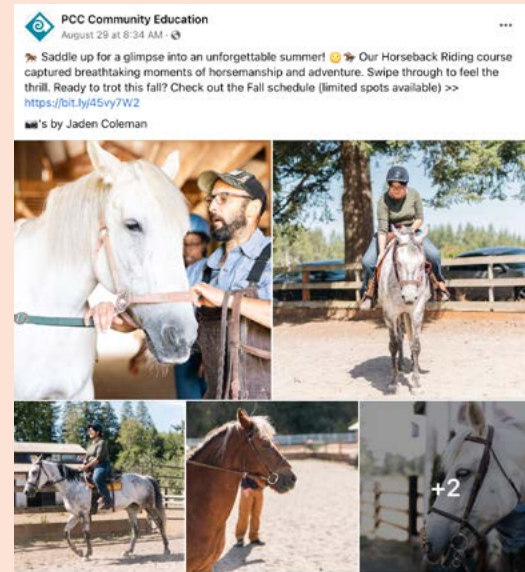 PCC Community Education
August 29 at 8:34 AM ·
🐎 Saddle up for a glimpse into an unforgettable summer! 😊🏇 Our Horseback Riding course
captured breathtaking moments of horsemanship and adventure. Swipe through to feel the
thrill. Ready to trot this fall? Check out the Fall schedule (limited spots available) >>
https://bit.ly/45vy7W2
📸's by Jaden Coleman
+2